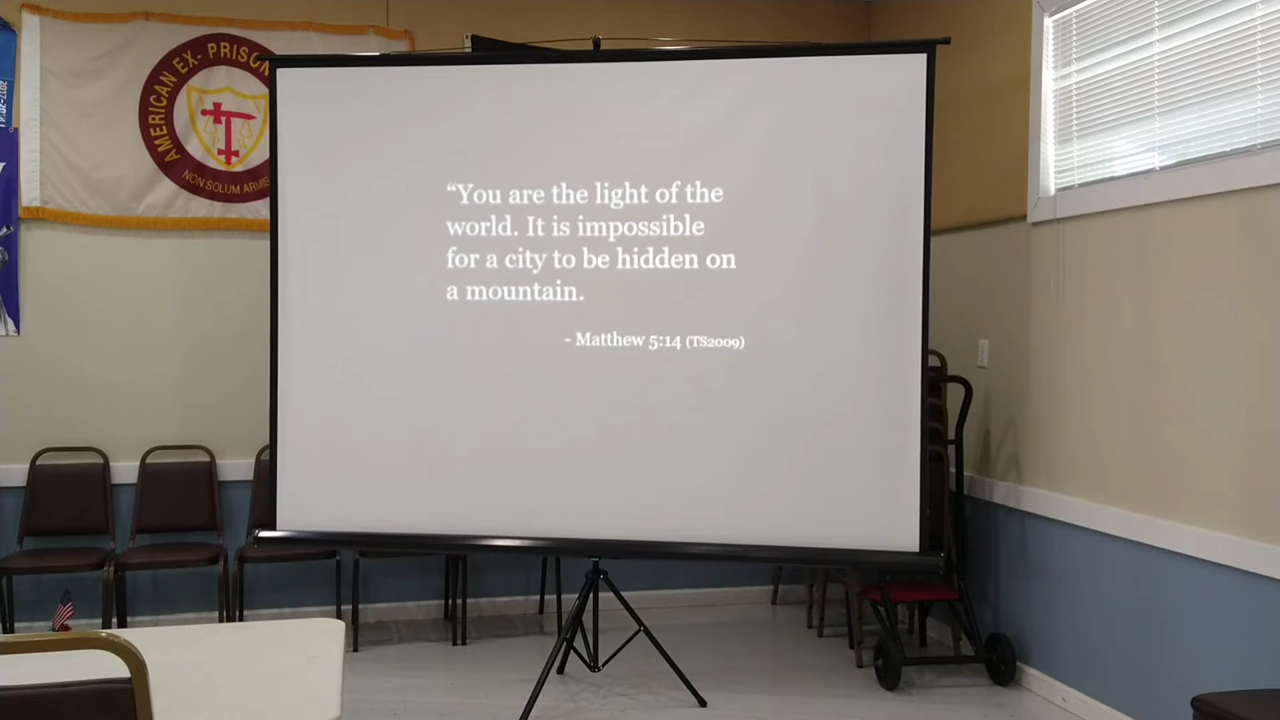 AMERICAN EX-PRISON
NON SOLUM ARMIS
“You are the light of the
world. It is impossible
for a city to be hidden on
a mountain.
- Matthew 5:14 (TS2009)